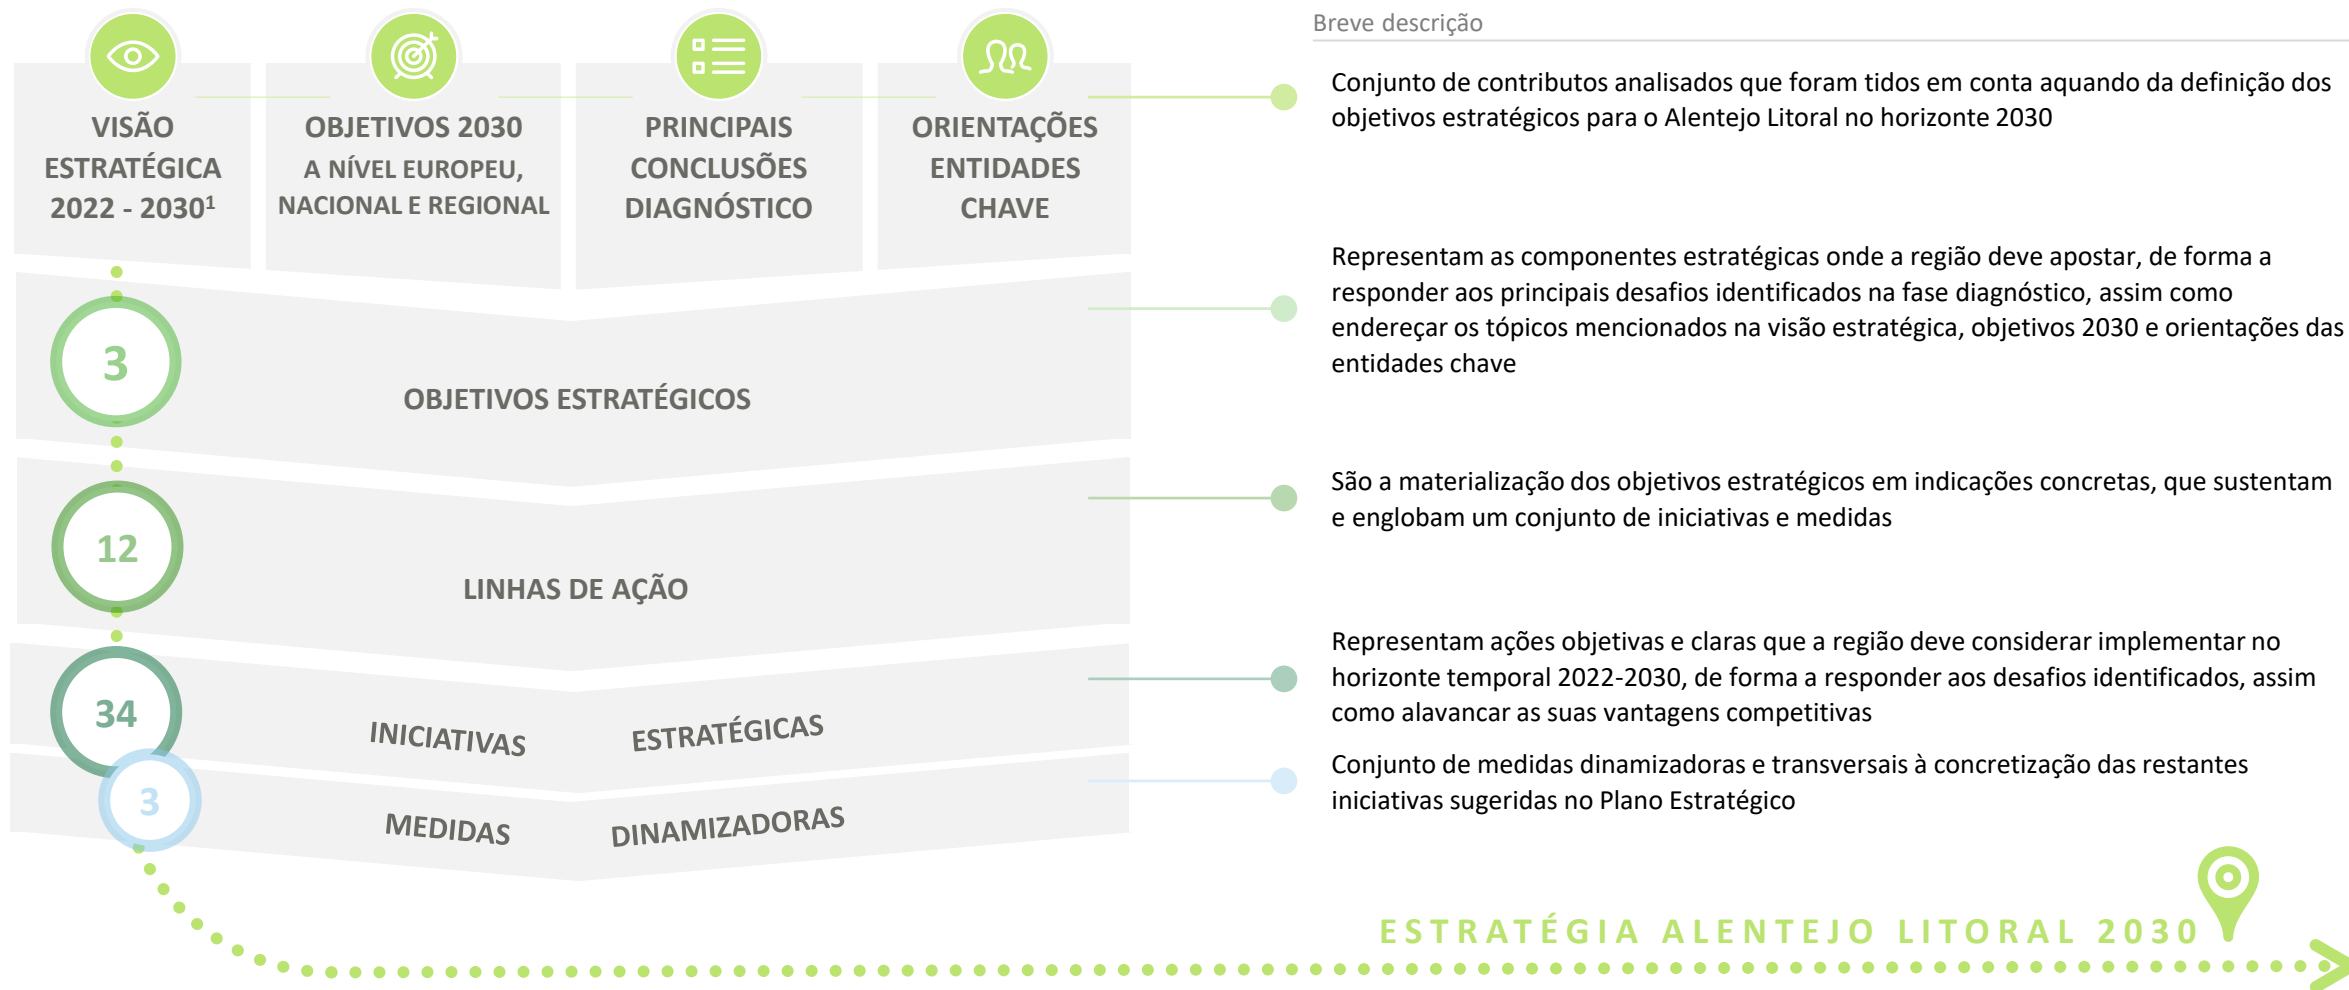 Breve descrição
VISÃO
ESTRATÉGICA
2022 - 2030¹
OBJETIVOS 2030
A NÍVEL EUROPEU,
NACIONAL E REGIONAL
PRINCIPAIS
CONCLUSÕES
DIAGNÓSTICO
ORIENTAÇÕES
ENTIDADES
CHAVE
Conjunto de contributos analisados que foram tidos em conta aquando da definição dos
objetivos estratégicos para o Alentejo Litoral no horizonte 2030
3
OBJETIVOS ESTRATÉGICOS
Representam as componentes estratégicas onde a região deve apostar, de forma a
responder aos principais desafios identificados na fase diagnóstico, assim como
endereçar os tópicos mencionados na visão estratégica, objetivos 2030 e orientações das
entidades chave
12
LINHAS DE AÇÃO
São a materialização dos objetivos estratégicos em indicações concretas, que sustentam
e englobam um conjunto de iniciativas e medidas
34
INICIATIVAS ESTRATÉGICAS
Representam ações objetivas e claras que a região deve considerar implementar no
horizonte temporal 2022-2030, de forma a responder aos desafios identificados, assim
como alavancar as suas vantagens competitivas
3
MEDIDAS DINAMIZADORAS
Conjunto de medidas dinamizadoras e transversais à concretização das restantes
iniciativas sugeridas no Plano Estratégico
ESTRATÉGIA ALENTEJO LITORAL 2030